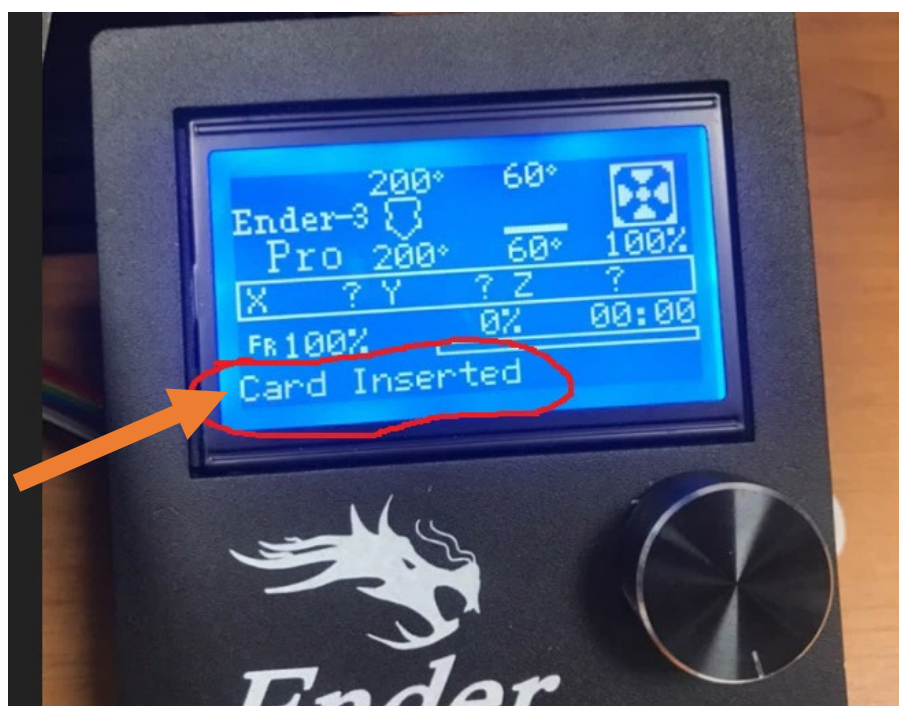 200° 60°
Ender-3
Pro 200° 60° 100%
X ? Y ? Z ?
FR 100% 0% 00:00
Card Inserted
Ender